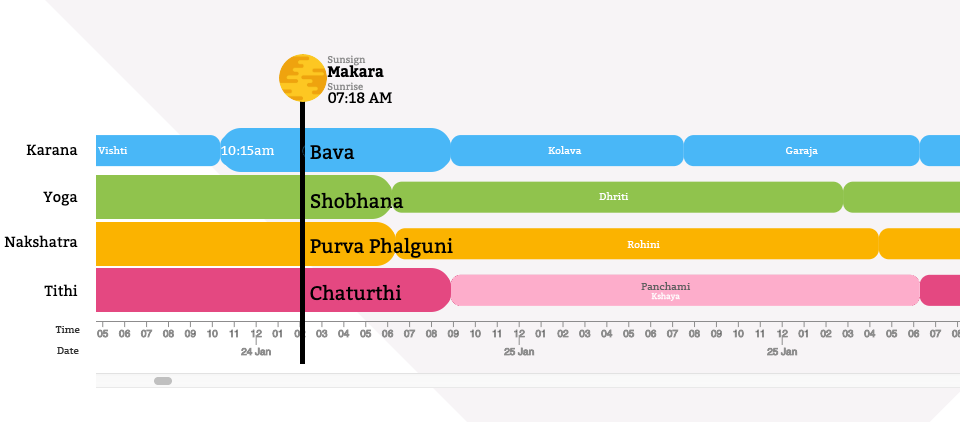 Sunsign
Makara
Sunrise
07:18 AM
Karana Vishti 10:15am Bava Kolava Garaja
Yoga Shobhana Dhriti
Nakshatra Purva Phalguni Rohini
Tithi Chaturthi Panchami
Kshaya
Time 05 06 07 08 09 10 11 12 01 03 04 05 06 07 08 09 10 11 12 01 02 03 04 05 06 07 08 09 10 11 12 01 02 03 04 05 06 07
Date 24 Jan 25 Jan 25 Jan